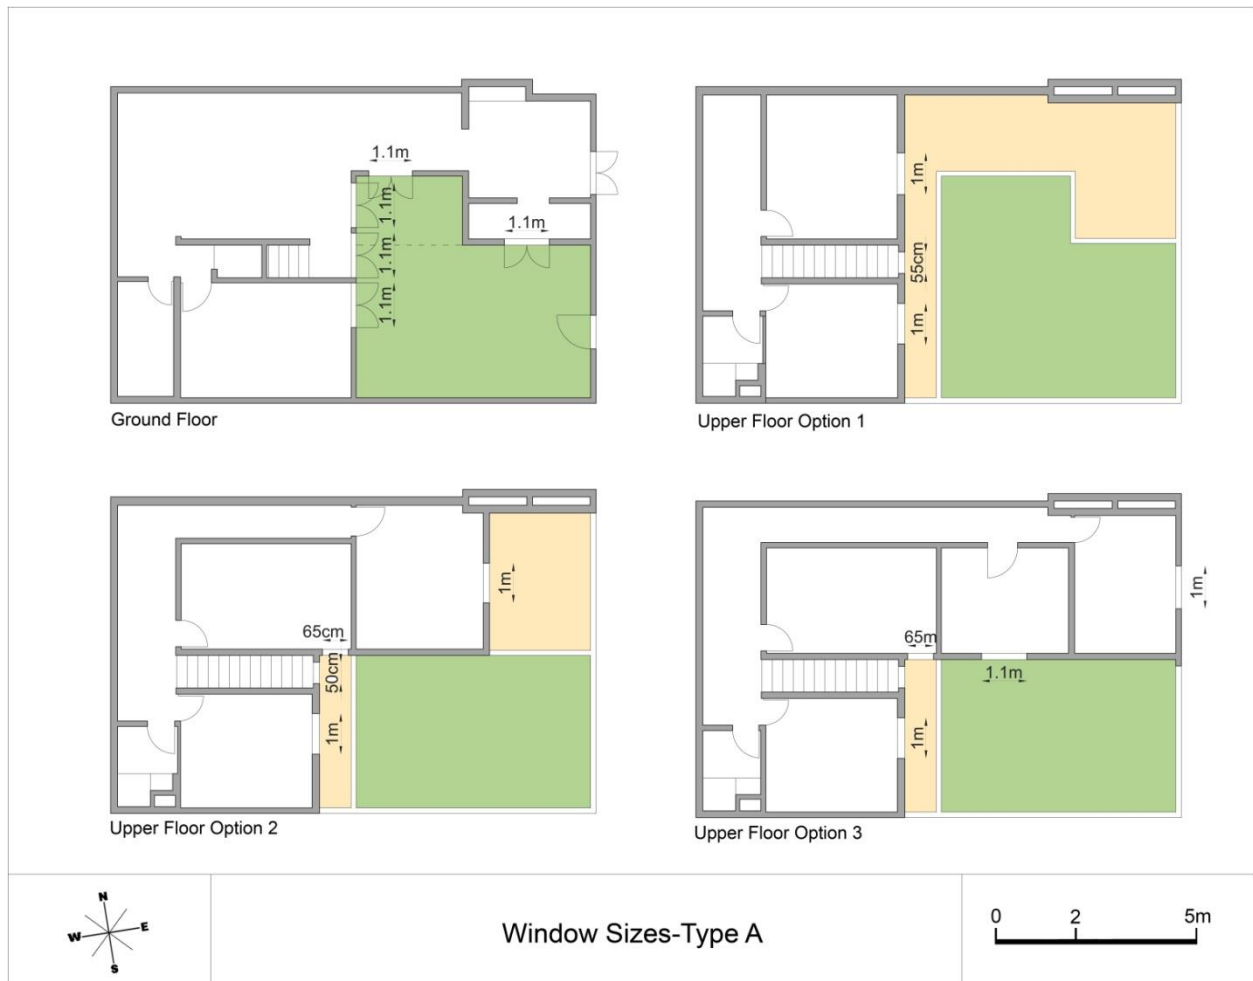 1.1m
1.1m
1.1m
1.1m
1.1m
Ground Floor
1m
55cm
1m
Upper Floor Option 1
1m
65cm
50cm
1m
Upper Floor Option 2
1m
65m
1.1m
1m
Upper Floor Option 3
N
W E
S
Window Sizes-Type A
0 2 5m